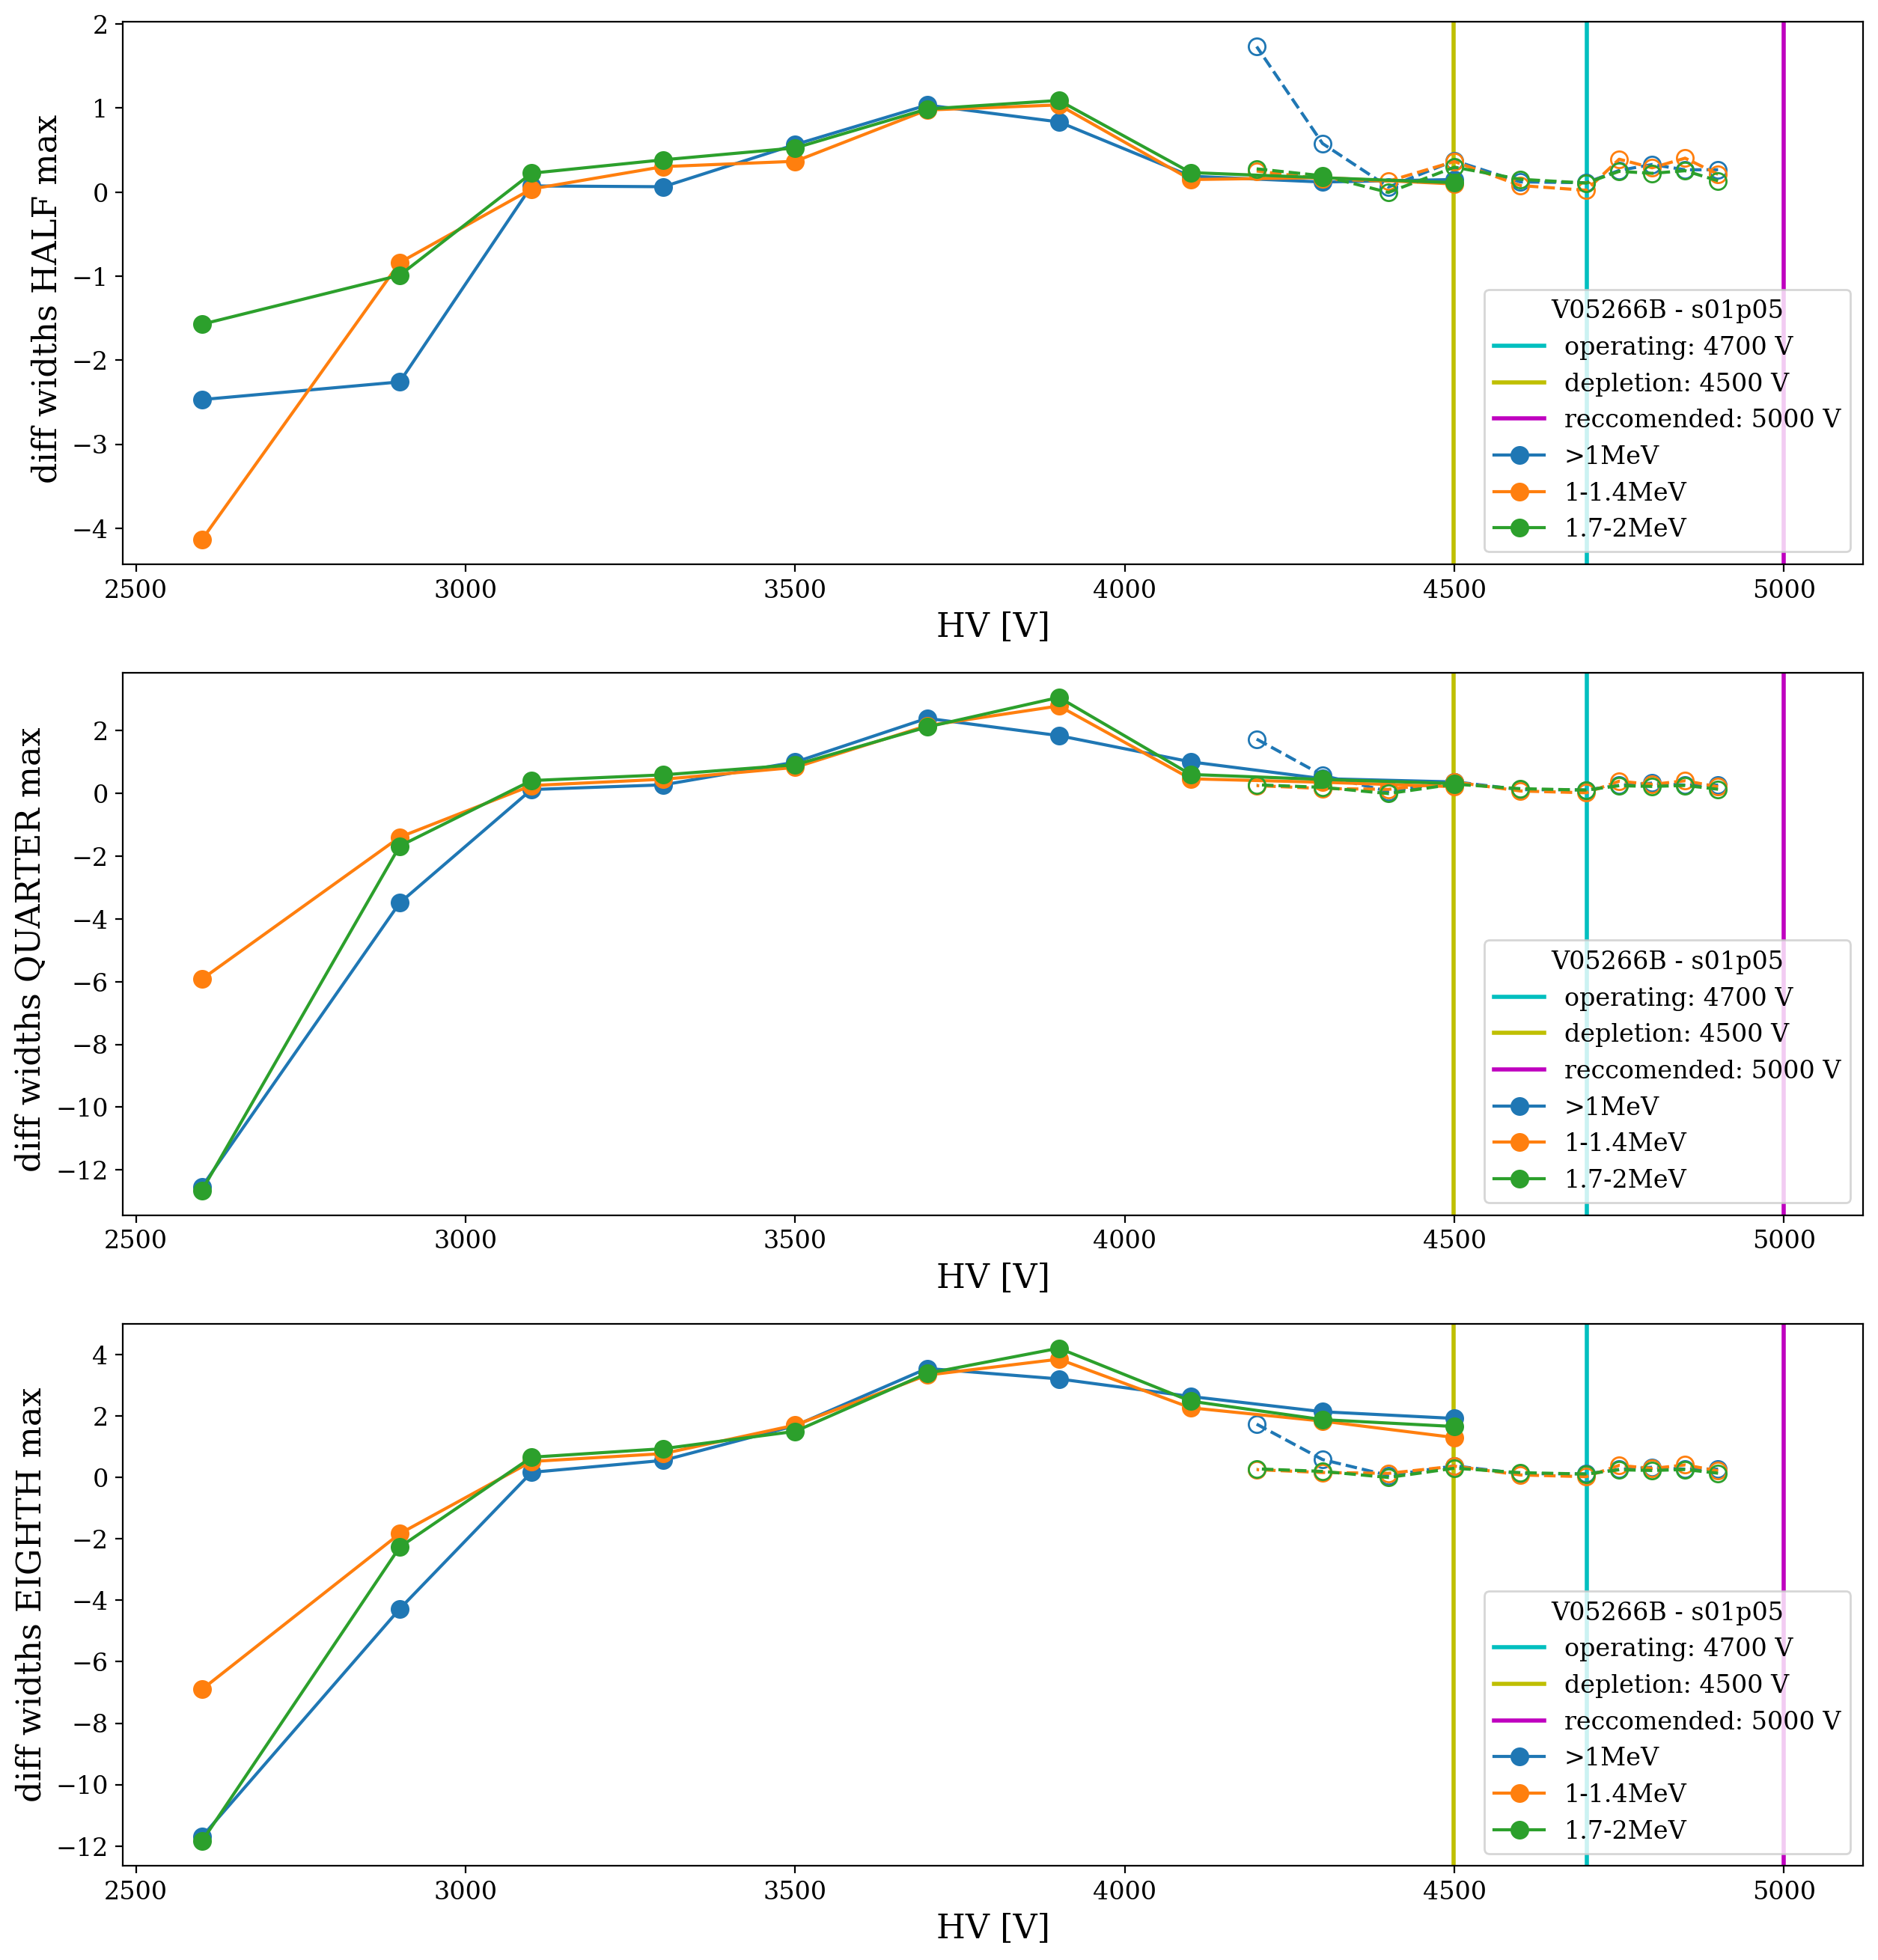 diff widths HALF max
2
1
0
−1
−2
−3
−4
V05266B - s01p05
operating: 4700 V
depletion: 4500 V
reccomended: 5000 V
>1MeV
1-1.4MeV
1.7-2MeV
2500 3000 3500 4000 4500 5000
HV [V]
diff widths QUARTER max
2
0
−2
−4
−6
−8
−10
−12
V05266B - s01p05
operating: 4700 V
depletion: 4500 V
reccomended: 5000 V
>1MeV
1-1.4MeV
1.7-2MeV
2500 3000 3500 4000 4500 5000
HV [V]
diff widths EIGHTH max
4
2
0
−2
−4
−6
−8
−10
−12
V05266B - s01p05
operating: 4700 V
depletion: 4500 V
reccomended: 5000 V
>1MeV
1-1.4MeV
1.7-2MeV
2500 3000 3500 4000 4500 5000
HV [V]